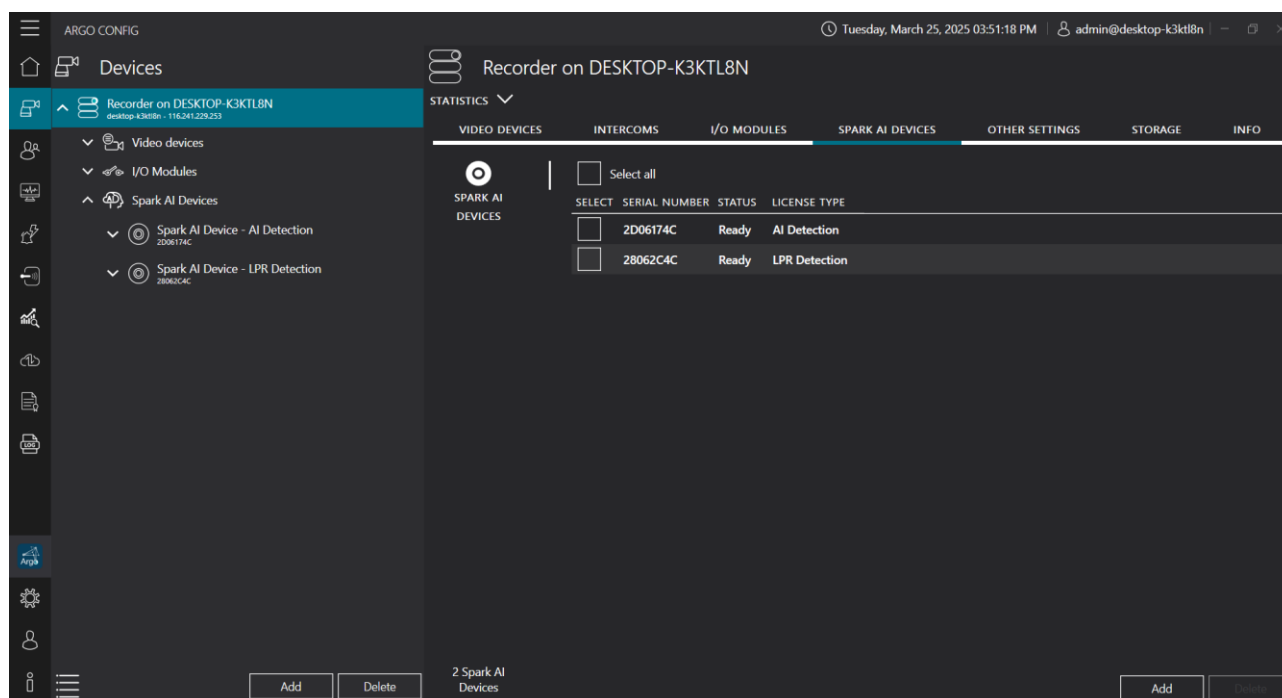 ARGO CONFIG
Tuesday, March 25, 2025 03:51:18 PM
admin@desktop-k3ktl8n
Devices
Recorder on DESKTOP-K3KTL8N
desktop-k3ktl8n - 116.241.229.253
Video devices
I/O Modules
Spark AI Devices
Spark AI Device - AI Detection
2D06174C
Spark AI Device - LPR Detection
28062C4C
Add
Delete
LOG
Argo
Recorder on DESKTOP-K3KTL8N
STATISTICS
VIDEO DEVICES
INTERCOMS
I/O MODULES
SPARK AI DEVICES
OTHER SETTINGS
STORAGE
INFO
SPARK AI
DEVICES
Select all
SELECT SERIAL NUMBER STATUS LICENSE TYPE
2D06174C Ready AI Detection
28062C4C Ready LPR Detection
2 Spark AI
Devices
Add
Delete